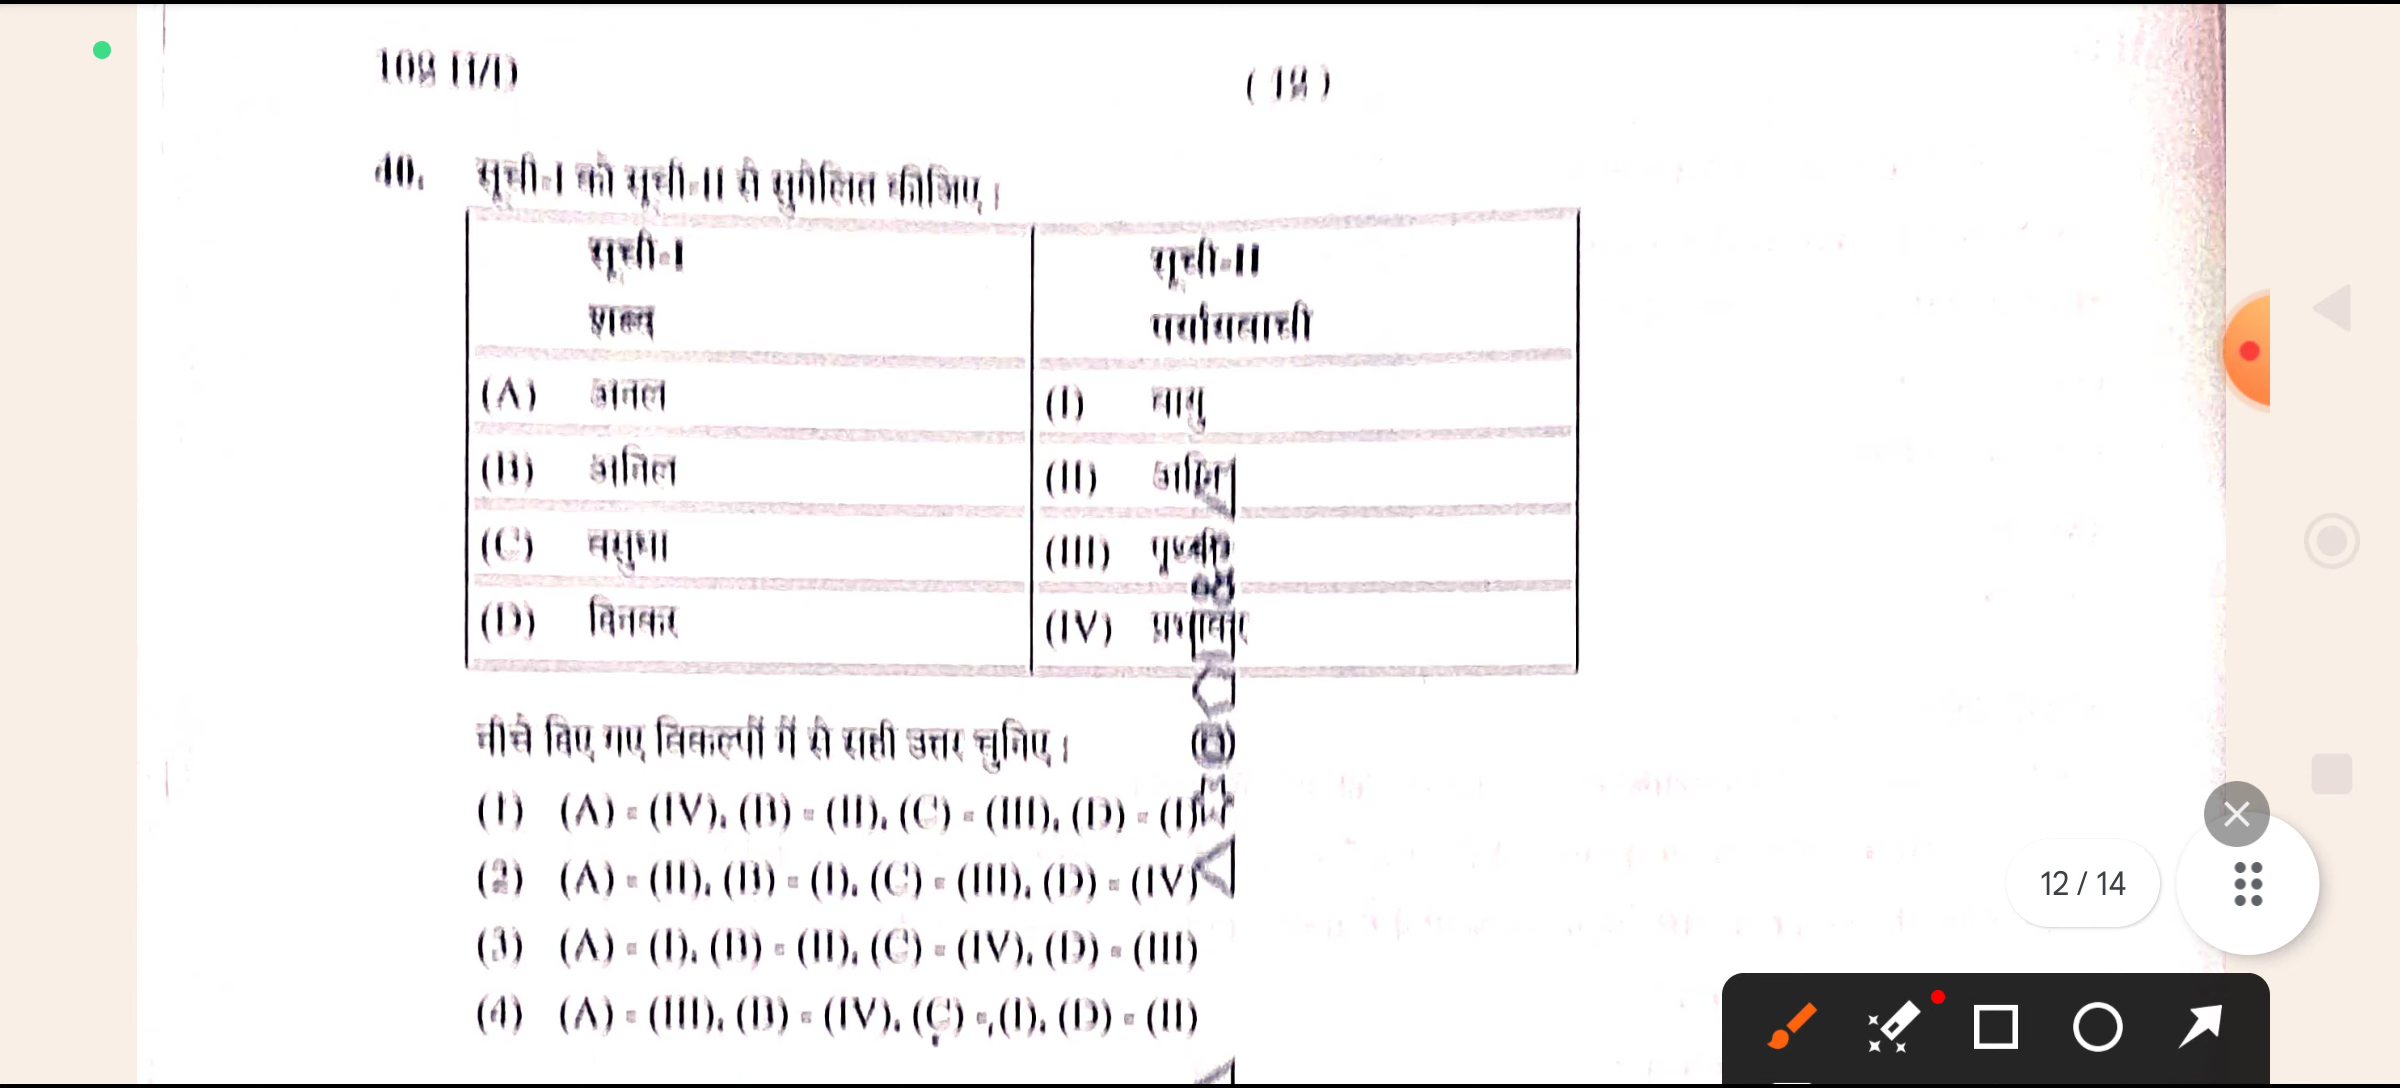 108 H/D
( 12 )
40. सूची-I को सूची-II से सुमेलित कीजिए।
सूची-I सूची-II
शब्द पर्यायवाची
(A) अनल (I) वायु
(B) अनिल (II) अग्नि
(C) वसुधा (III) पृथ्वी
(D) दिनकर (IV) प्रभाकर
नीचे दिए गए विकल्पों में से सही उत्तर चुनिए।
(1) (A) - (IV), (B) - (II), (C) - (III), (D) - (I)
(2) (A) - (II), (B) - (I), (C) - (III), (D) - (IV)
(3) (A) - (I), (B) - (II), (C) - (IV), (D) - (III)
(4) (A) - (III), (B) - (IV), (C) - (I), (D) - (II)
12 / 14